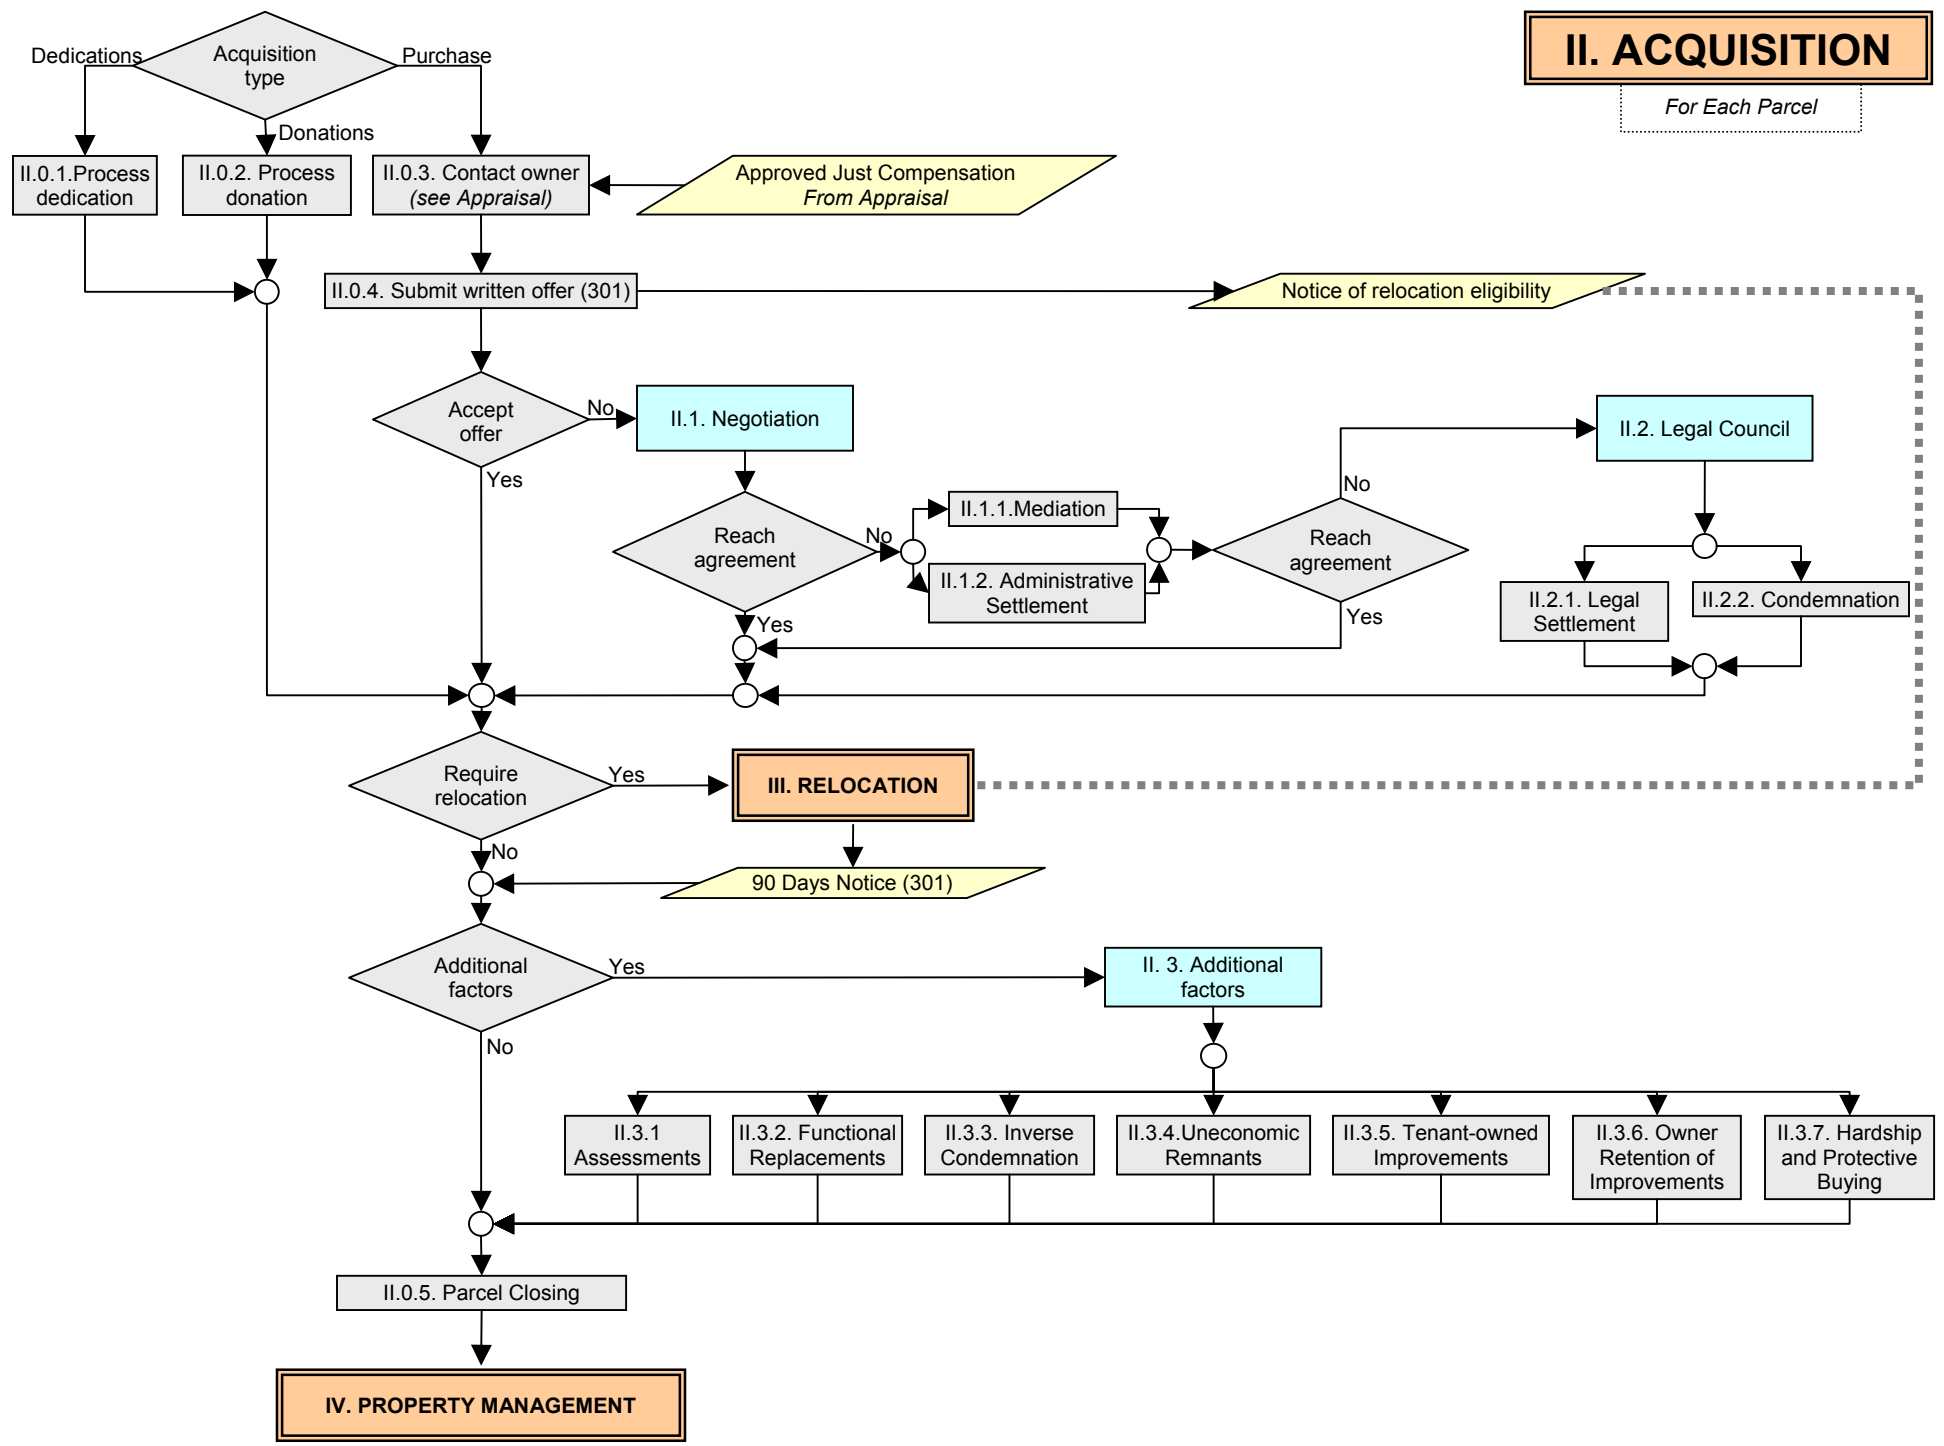 II. ACQUISITION
For Each Parcel
Dedications
Acquisition
type
Purchase
Donations
II.0.1.Process
dedication
II.0.2. Process
donation
II.0.3. Contact owner
(see Appraisal)
Approved Just Compensation
From Appraisal
II.0.4. Submit written offer (301)
Notice of relocation eligibility
Accept
offer
No
Yes
II.1. Negotiation
II.2. Legal Council
Reach
agreement
No
Yes
II.1.1.Mediation
II.1.2. Administrative
Settlement
No
Reach
agreement
Yes
II.2.1. Legal
Settlement
II.2.2. Condemnation
Require
relocation
Yes
No
III. RELOCATION
90 Days Notice (301)
Additional
factors
Yes
No
II. 3. Additional
factors
II.3.1
Assessments
II.3.2. Functional
Replacements
II.3.3. Inverse
Condemnation
II.3.4.Uneconomic
Remnants
II.3.5. Tenant-owned
Improvements
II.3.6. Owner
Retention of
Improvements
II.3.7. Hardship
and Protective
Buying
II.0.5. Parcel Closing
IV. PROPERTY MANAGEMENT